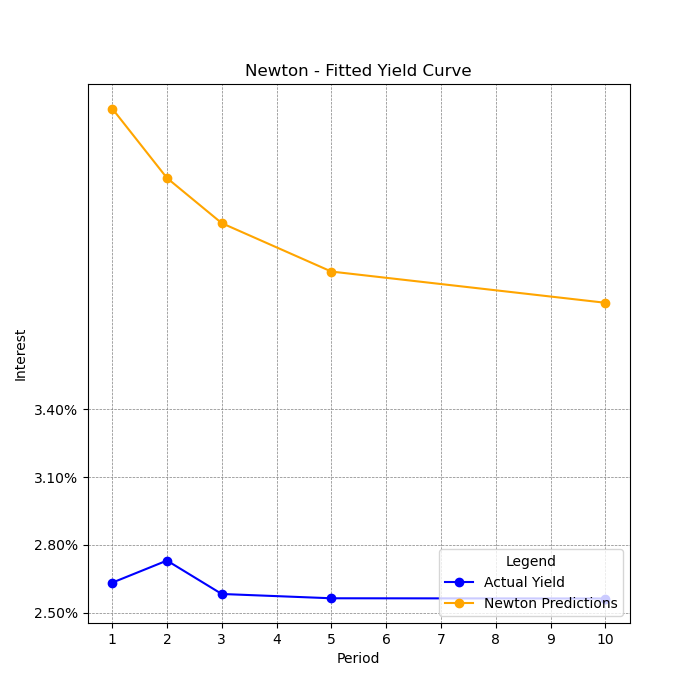 Newton - Fitted Yield Curve
Interest
3.40%
3.10%
2.80%
2.50%
Legend
Actual Yield
Newton Predictions
1 2 3 4 5 6 7 8 9 10
Period